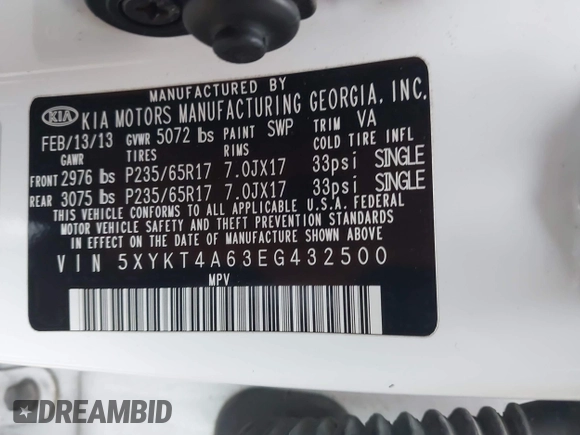 MANUFACTURED BY
KIA KIA MOTORS MANUFACTURING GEORGIA, INC.
FEB/13/13 GVWR 5072 lbs PAINT SWP TRIM VA
GAWR TIRES RIMS COLD TIRE INFL
FRONT 2976 lbs P235/65R17 7.0JX17 33psi SINGLE
REAR 3075 lbs P235/65R17 7.0JX17 33psi SINGLE
THIS VEHICLE CONFORMS TO ALL APPLICABLE U.S.A. FEDERAL
MOTOR VEHICLE SAFETY AND THEFT PREVENTION STANDARDS
IN EFFECT ON THE DATE OF MANUFACTURE SHOWN ABOVE
VIN 5XYKT4A63EG432500
MPV
DREAMBID